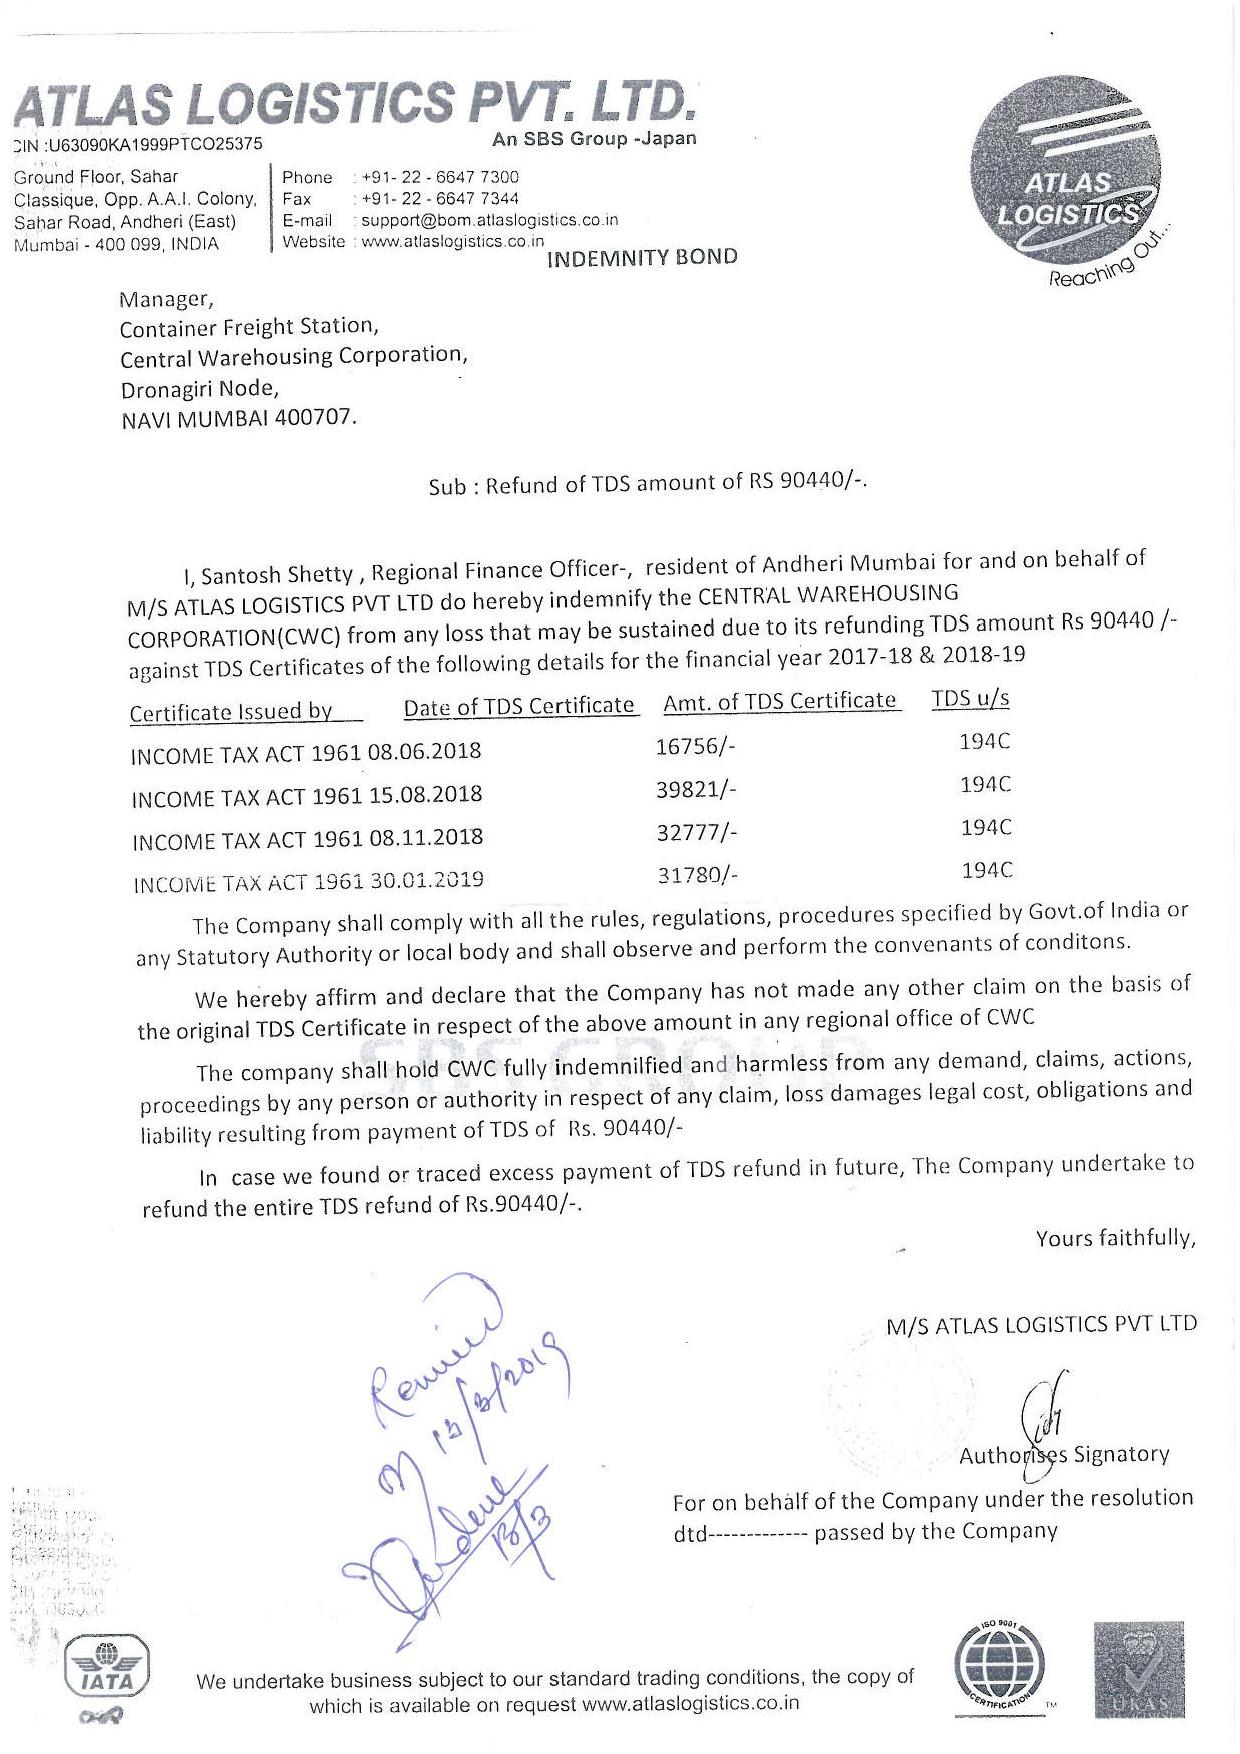 ATLAS LOGISTICS PVT. LTD.
An SBS Group -Japan
CIN :U63090KA1999PTCO25375
Ground Floor, Sahar
Classique, Opp. A.A.I. Colony,
Sahar Road, Andheri (East)
Mumbai - 400 099, INDIA
Phone : +91- 22 - 6647 7300
Fax : +91- 22 - 6647 7344
E-mail : support@bom.atlaslogistics.co.in
Website : www.atlaslogistics.co.in
ATLAS
LOGISTICS
Reaching Out...
INDEMNITY BOND
Manager,
Container Freight Station,
Central Warehousing Corporation,
Dronagiri Node,
NAVI MUMBAI 400707.
Sub : Refund of TDS amount of RS 90440/-.
I, Santosh Shetty , Regional Finance Officer-, resident of Andheri Mumbai for and on behalf of
M/S ATLAS LOGISTICS PVT LTD do hereby indemnify the CENTRAL WAREHOUSING
CORPORATION(CWC) from any loss that may be sustained due to its refunding TDS amount Rs 90440 /-
against TDS Certificates of the following details for the financial year 2017-18 & 2018-19
Certificate Issued by Date of TDS Certificate Amt. of TDS Certificate TDS u/s
INCOME TAX ACT 1961 08.06.2018 16756/- 194C
INCOME TAX ACT 1961 15.08.2018 39821/- 194C
INCOME TAX ACT 1961 08.11.2018 32777/- 194C
INCOME TAX ACT 1961 30.01.2019 31780/- 194C
The Company shall comply with all the rules, regulations, procedures specified by Govt.of India or
any Statutory Authority or local body and shall observe and perform the convenants of conditons.
We hereby affirm and declare that the Company has not made any other claim on the basis of
the original TDS Certificate in respect of the above amount in any regional office of CWC
The company shall hold CWC fully indemnilfied and harmless from any demand, claims, actions,
proceedings by any person or authority in respect of any claim, loss damages legal cost, obligations and
liability resulting from payment of TDS of Rs. 90440/-
In case we found or traced excess payment of TDS refund in future, The Company undertake to
refund the entire TDS refund of Rs.90440/-.
Yours faithfully,
M/S ATLAS LOGISTICS PVT LTD
13/3/2019
13/3
Authorises Signatory
For on behalf of the Company under the resolution
dtd------------- passed by the Company
IATA
We undertake business subject to our standard trading conditions, the copy of
which is available on request www.atlaslogistics.co.in
ISO 9001
CERTIFICATION
TM
UKAS